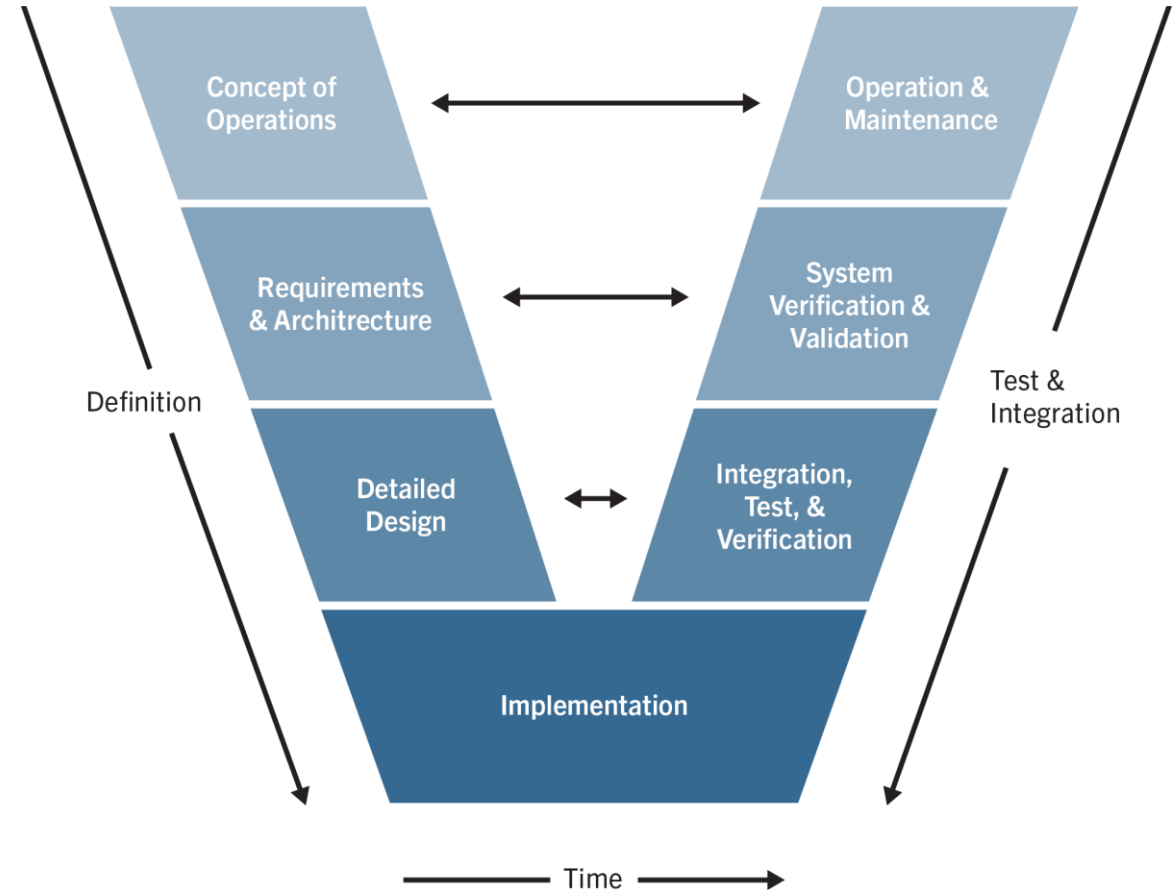 Concept of
Operations
Operation &
Maintenance
Requirements
& Architrecture
System
Verification &
Validation
Definition
Test &
Integration
Detailed
Design
Integration,
Test, &
Verification
Implementation
Time